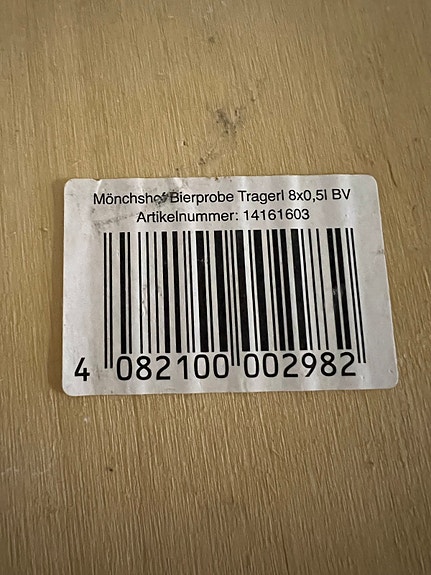 Mönchshof Bierprobe Tragerl 8x0,5l BV
Artikelnummer: 14161603
4 082100 002982